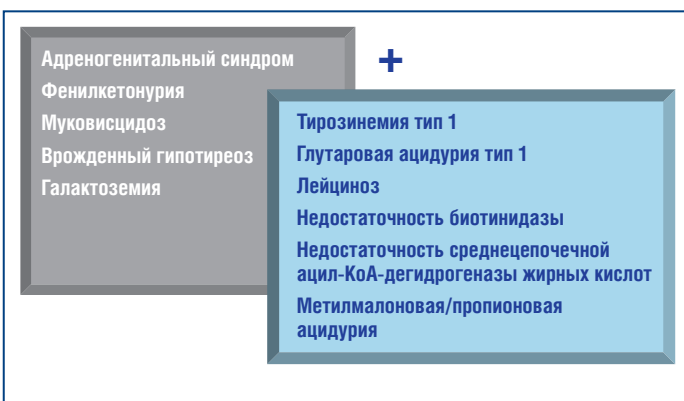 Адреногенитальный синдром
Фенилкетонурия
Муковисцидоз
Врожденный гипотиреоз
Галактоземия
+
Тирозинемия тип 1
Глутаровая ацидурия тип 1
Лейциноз
Недостаточность биотинидазы
Недостаточность среднецепочечной
ацил-КоА-дегидрогеназы жирных кислот
Метилмалоновая/пропионовая
ацидурия